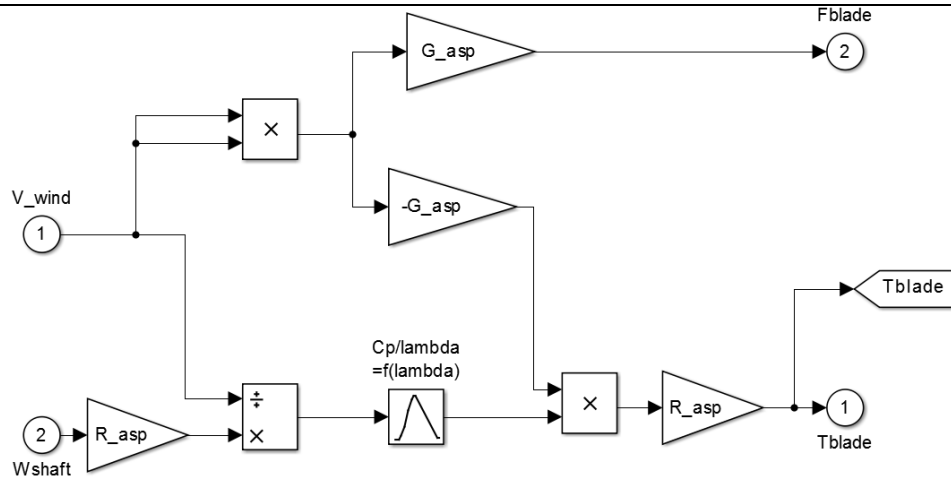 Fblade
G_asp
2
×
V_wind
-G_asp
1
Tblade
Cp/lambda
=f(lambda)
÷
×
×
R_asp
1
2
R_asp
Wshaft
Tblade